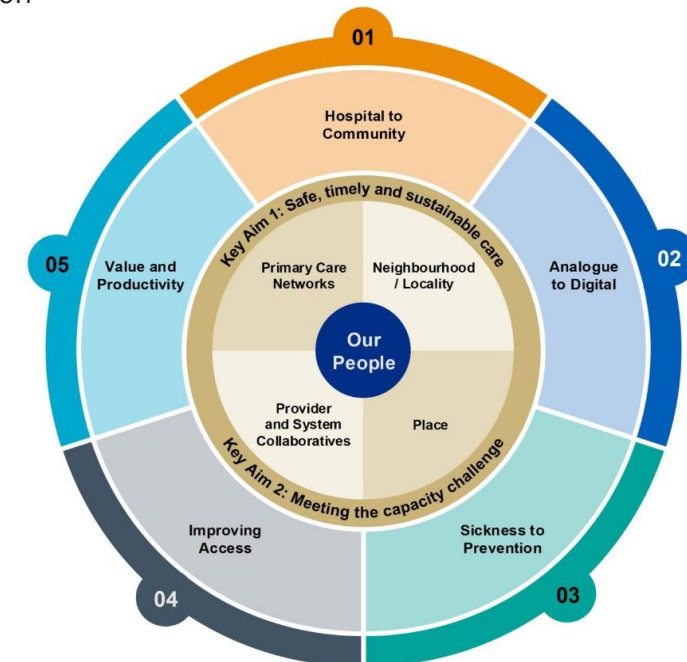 on
01
Hospital to
Community
02
Analogue
to Digital
03
Sickness to
Prevention
04
Improving
Access
05
Value and
Productivity
Key Aim 1: Safe, timely and sustainable care
Primary Care
Networks
Neighbourhood
/ Locality
Our
People
Provider
and System
Collaboratives
Place
Key Aim 2: Meeting the capacity challenge